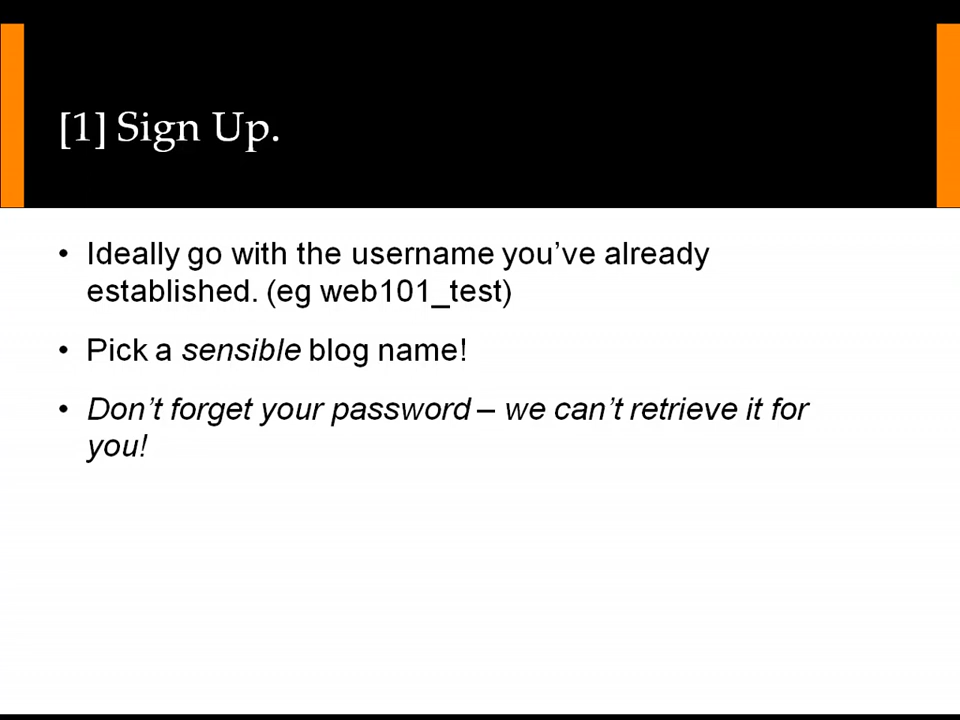 [1] Sign Up.
• Ideally go with the username you’ve already
established. (eg web101_test)
• Pick a sensible blog name!
• Don’t forget your password – we can’t retrieve it for
you!